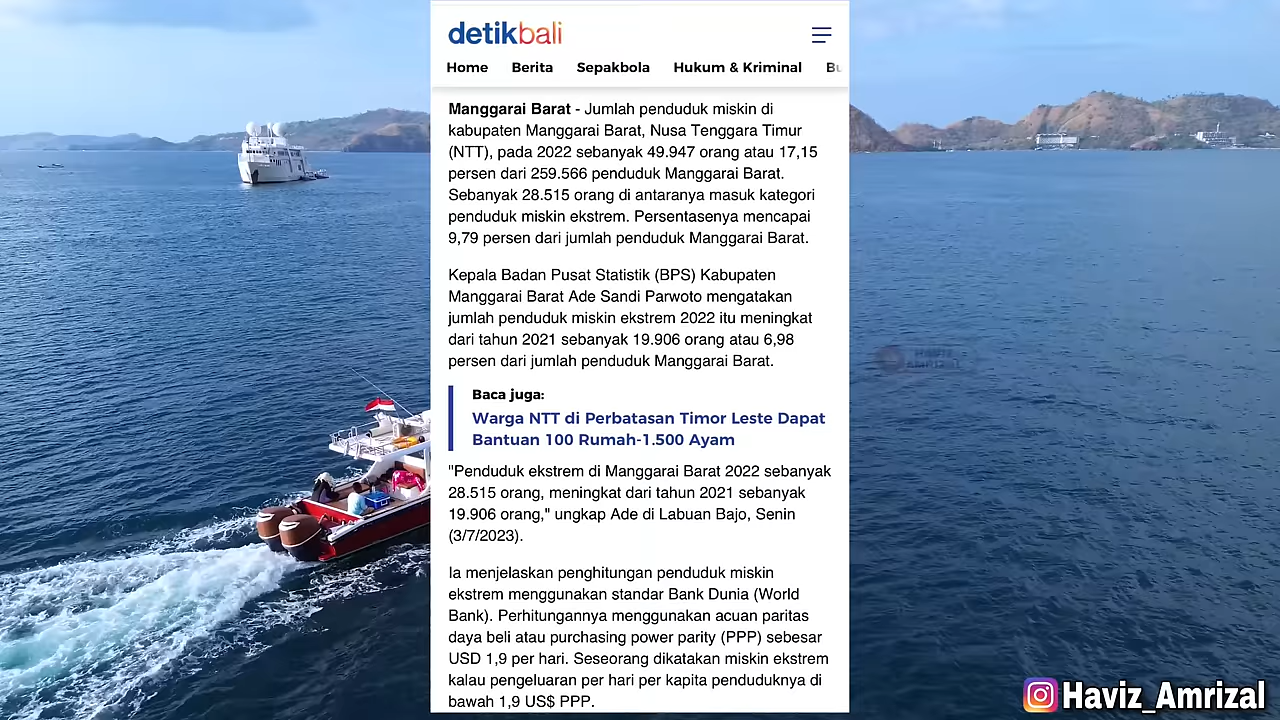 detikbali
Home Berita Sepakbola Hukum & Kriminal Bu
Manggarai Barat - Jumlah penduduk miskin di
kabupaten Manggarai Barat, Nusa Tenggara Timur
(NTT), pada 2022 sebanyak 49.947 orang atau 17,15
persen dari 259.566 penduduk Manggarai Barat.
Sebanyak 28.515 orang di antaranya masuk kategori
penduduk miskin ekstrem. Persentasenya mencapai
9,79 persen dari jumlah penduduk Manggarai Barat.
Kepala Badan Pusat Statistik (BPS) Kabupaten
Manggarai Barat Ade Sandi Parwoto mengatakan
jumlah penduduk miskin ekstrem 2022 itu meningkat
dari tahun 2021 sebanyak 19.906 orang atau 6,98
persen dari jumlah penduduk Manggarai Barat.
Baca juga:
Warga NTT di Perbatasan Timor Leste Dapat
Bantuan 100 Rumah-1.500 Ayam
"Penduduk ekstrem di Manggarai Barat 2022 sebanyak
28.515 orang, meningkat dari tahun 2021 sebanyak
19.906 orang," ungkap Ade di Labuan Bajo, Senin
(3/7/2023).
Ia menjelaskan penghitungan penduduk miskin
ekstrem menggunakan standar Bank Dunia (World
Bank). Perhitungannya menggunakan acuan paritas
daya beli atau purchasing power parity (PPP) sebesar
USD 1,9 per hari. Seseorang dikatakan miskin ekstrem
kalau pengeluaran per hari per kapita penduduknya di
bawah 1,9 US$ PPP.
HAVIZ
AMRIZAL
Haviz_Amrizal